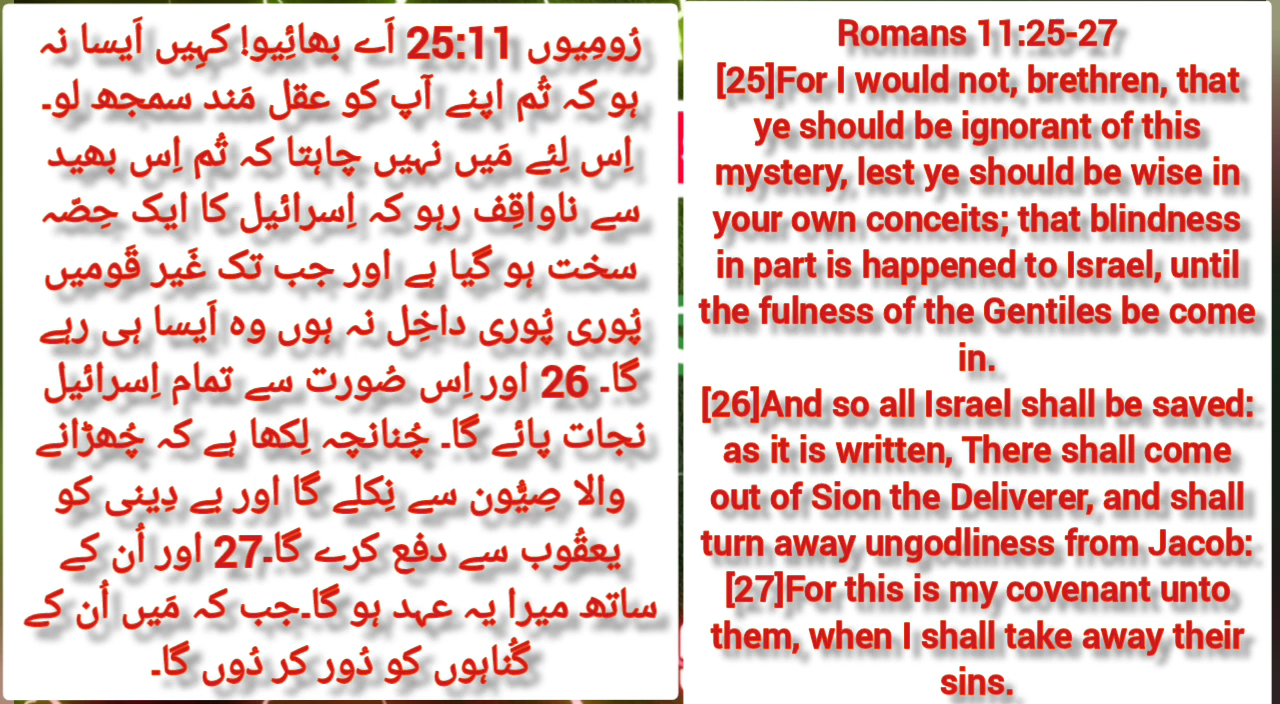 رُومِیوں 25:11 اَے بھائِیو! کہِیں اَیسا نہ
ہو کہ تُم اپنے آپ کو عقل مَند سمجھ لو۔
اِس لِئے مَیں نہیں چاہتا کہ تُم اِس بھید
سے ناواقِف رہو کہ اِسرائیل کا ایک حِصّہ
سخت ہو گیا ہے اور جب تک غَیر قَومیں
پُوری پُوری داخِل نہ ہوں وہ اَیسا ہی رہے
گا۔ 26 اور اِس صُورت سے تمام اِسرائیل
نجات پائے گا۔ چُنانچہ لِکھا ہے کہ چُھڑانے
والا صِیُّون سے نِکلے گا اور بے دِینی کو
یعقُوب سے دفع کرے گا۔27 اور اُن کے
ساتھ میرا یہ عہد ہو گا۔جب کہ مَیں اُن کے
گُناہوں کو دُور کر دُوں گا۔
Romans 11:25-27
[25]For I would not, brethren, that
ye should be ignorant of this
mystery, lest ye should be wise in
your own conceits; that blindness
in part is happened to Israel, until
the fulness of the Gentiles be come
in.
[26]And so all Israel shall be saved:
as it is written, There shall come
out of Sion the Deliverer, and shall
turn away ungodliness from Jacob:
[27]For this is my covenant unto
them, when I shall take away their
sins.